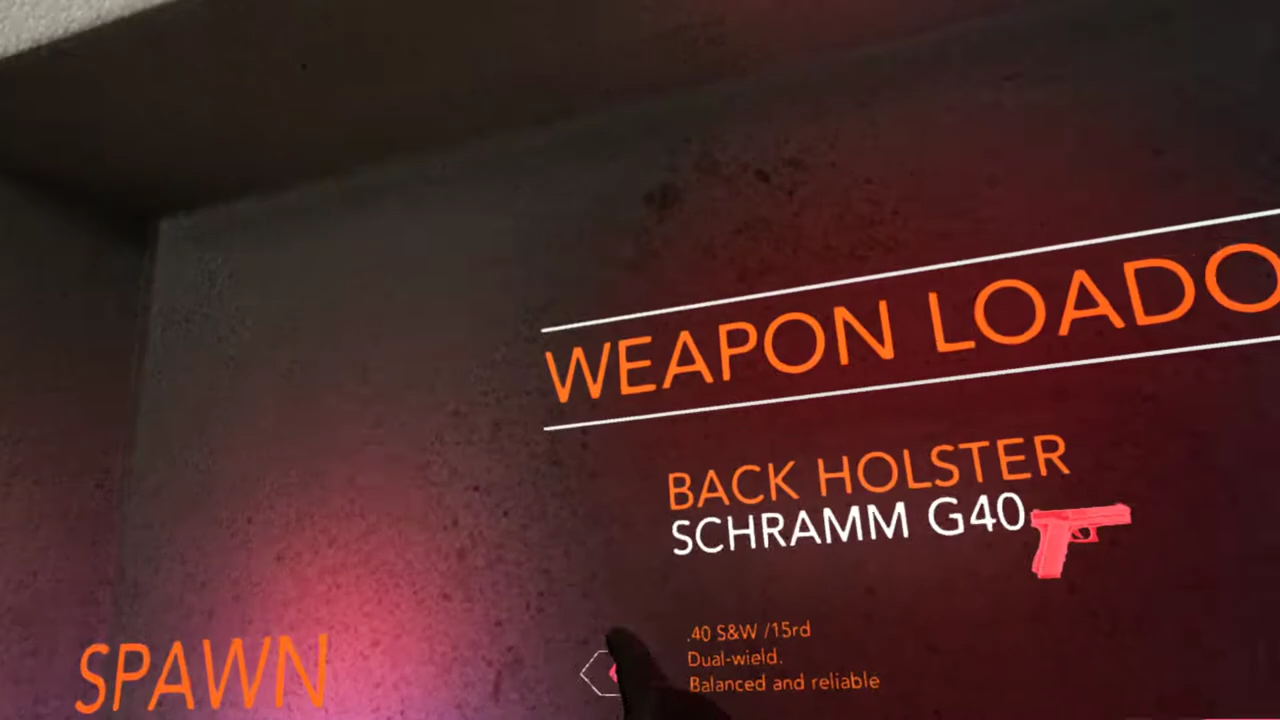 WEAPON LOADO
BACK HOLSTER
SCHRAMM G40
.40 S&W /15rd
Dual-wield.
Balanced and reliable
SPAWN